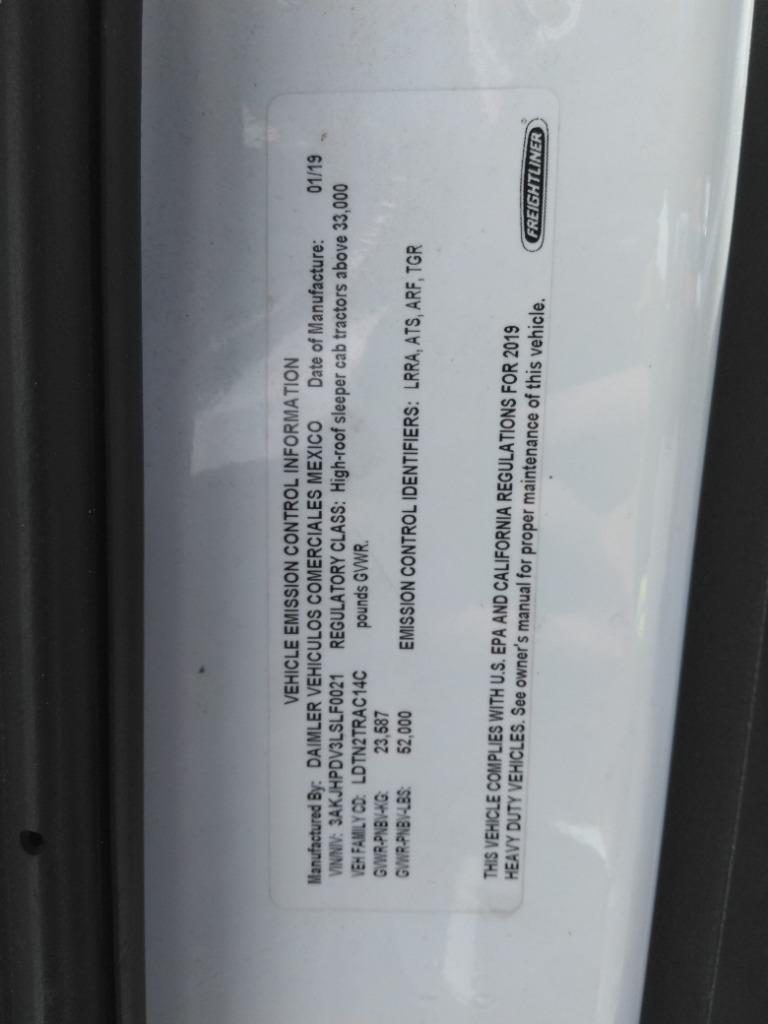 VEHICLE EMISSION CONTROL INFORMATION
Manufactured By: DAIMLER VEHICULOS COMERCIALES MEXICO Date of Manufacture: 01/19
VIN/NIV: 3AKJHPDV3LSLF0021 REGULATORY CLASS: High-roof sleeper cab tractors above 33,000
VEH FAMILY CD: LDTN2TRAC14C pounds GVWR.
GVWR-PNBV-KG: 23,587
GVWR-PNBV-LBS: 52,000 EMISSION CONTROL IDENTIFIERS: LRRA, ATS, ARF, TGR
THIS VEHICLE COMPLIES WITH U.S. EPA AND CALIFORNIA REGULATIONS FOR 2019
HEAVY DUTY VEHICLES. See owner's manual for proper maintenance of this vehicle.
FREIGHTLINER